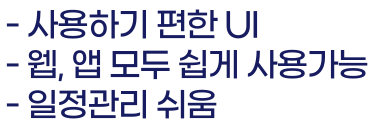 - 사용하기 편한 UI
- 웹, 앱 모두 쉽게 사용가능
- 일정관리 쉬움